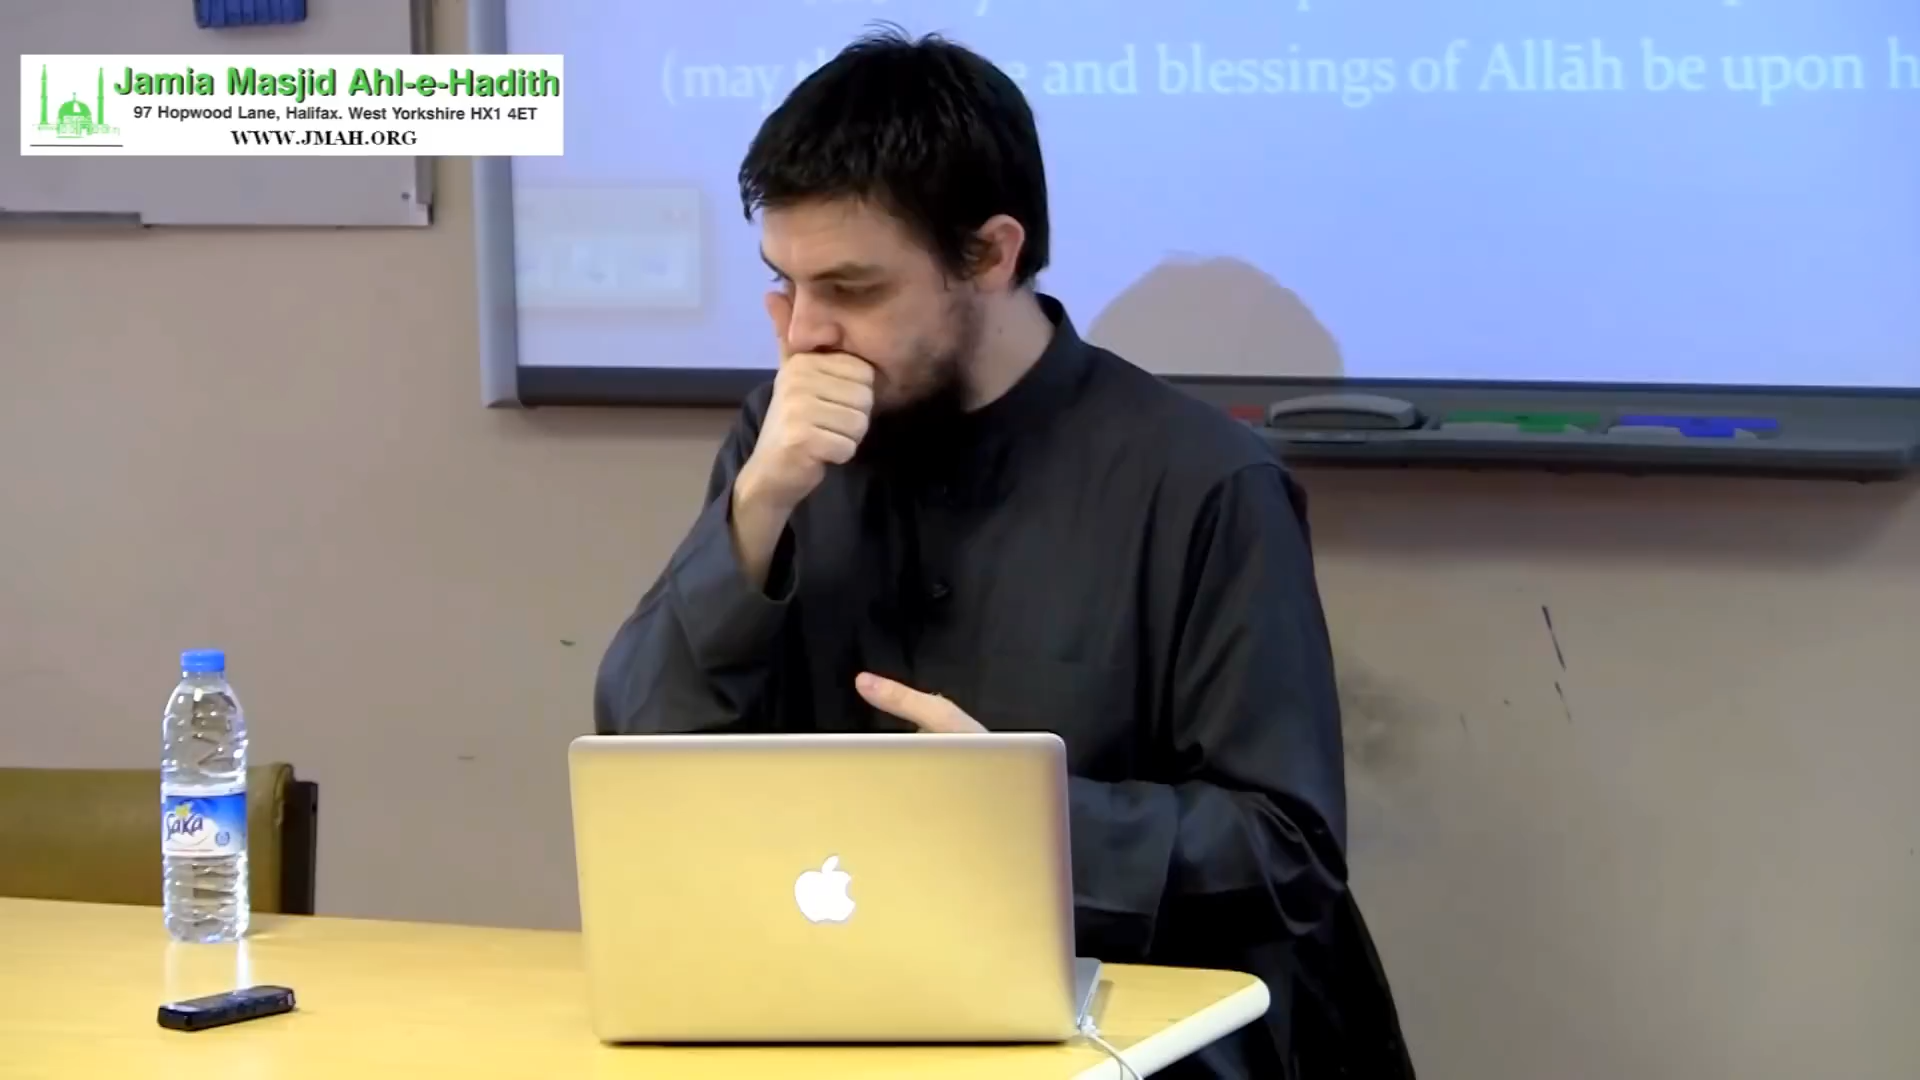 Jamia Masjid Ahl-e-Hadith
97 Hopwood Lane, Halifax. West Yorkshire HX1 4ET
WWW.JMAH.ORG
(may and blessings of Allāh be upon
Saka